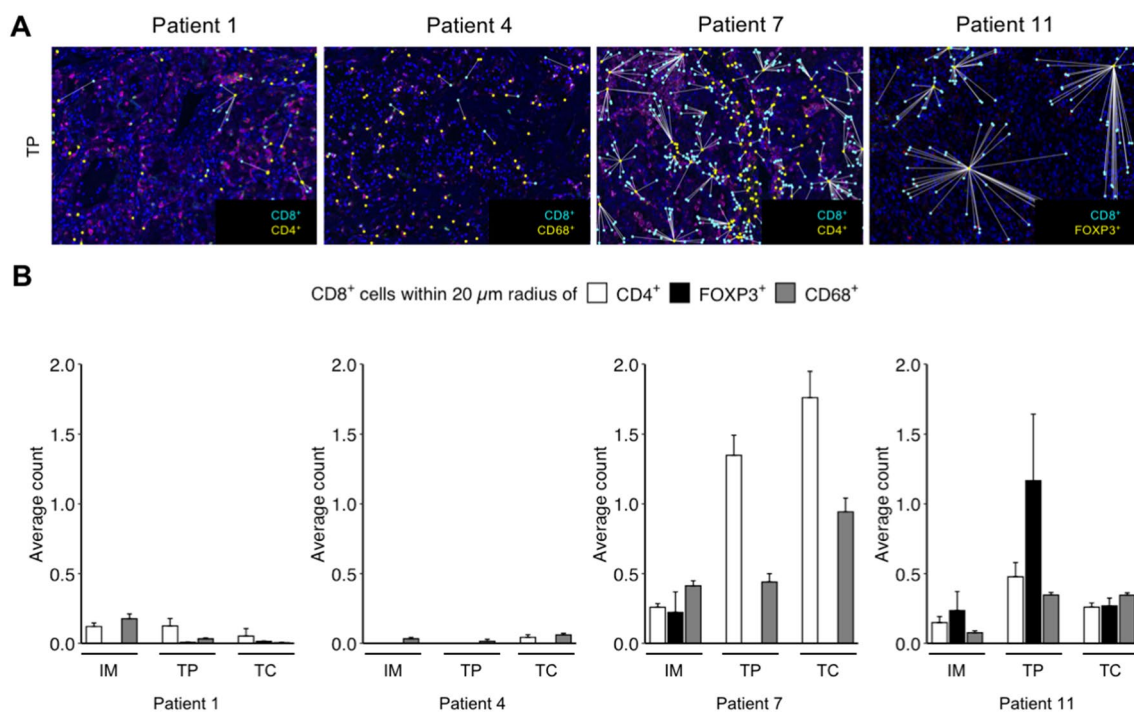 A
Patient 1 Patient 4 Patient 7 Patient 11
TP
CD8⁺ CD8⁺ CD8⁺ CD8⁺
CD4⁺ CD68⁺ CD4⁺ FOXP3⁺
B
CD8⁺ cells within 20 µm radius of CD4⁺ FOXP3⁺ CD68⁺
Average count
2.0
1.5
1.0
0.5
0.0
IM TP TC
Patient 1
Average count
2.0
1.5
1.0
0.5
0.0
IM TP TC
Patient 4
Average count
2.0
1.5
1.0
0.5
0.0
IM TP TC
Patient 7
Average count
2.0
1.5
1.0
0.5
0.0
IM TP TC
Patient 11